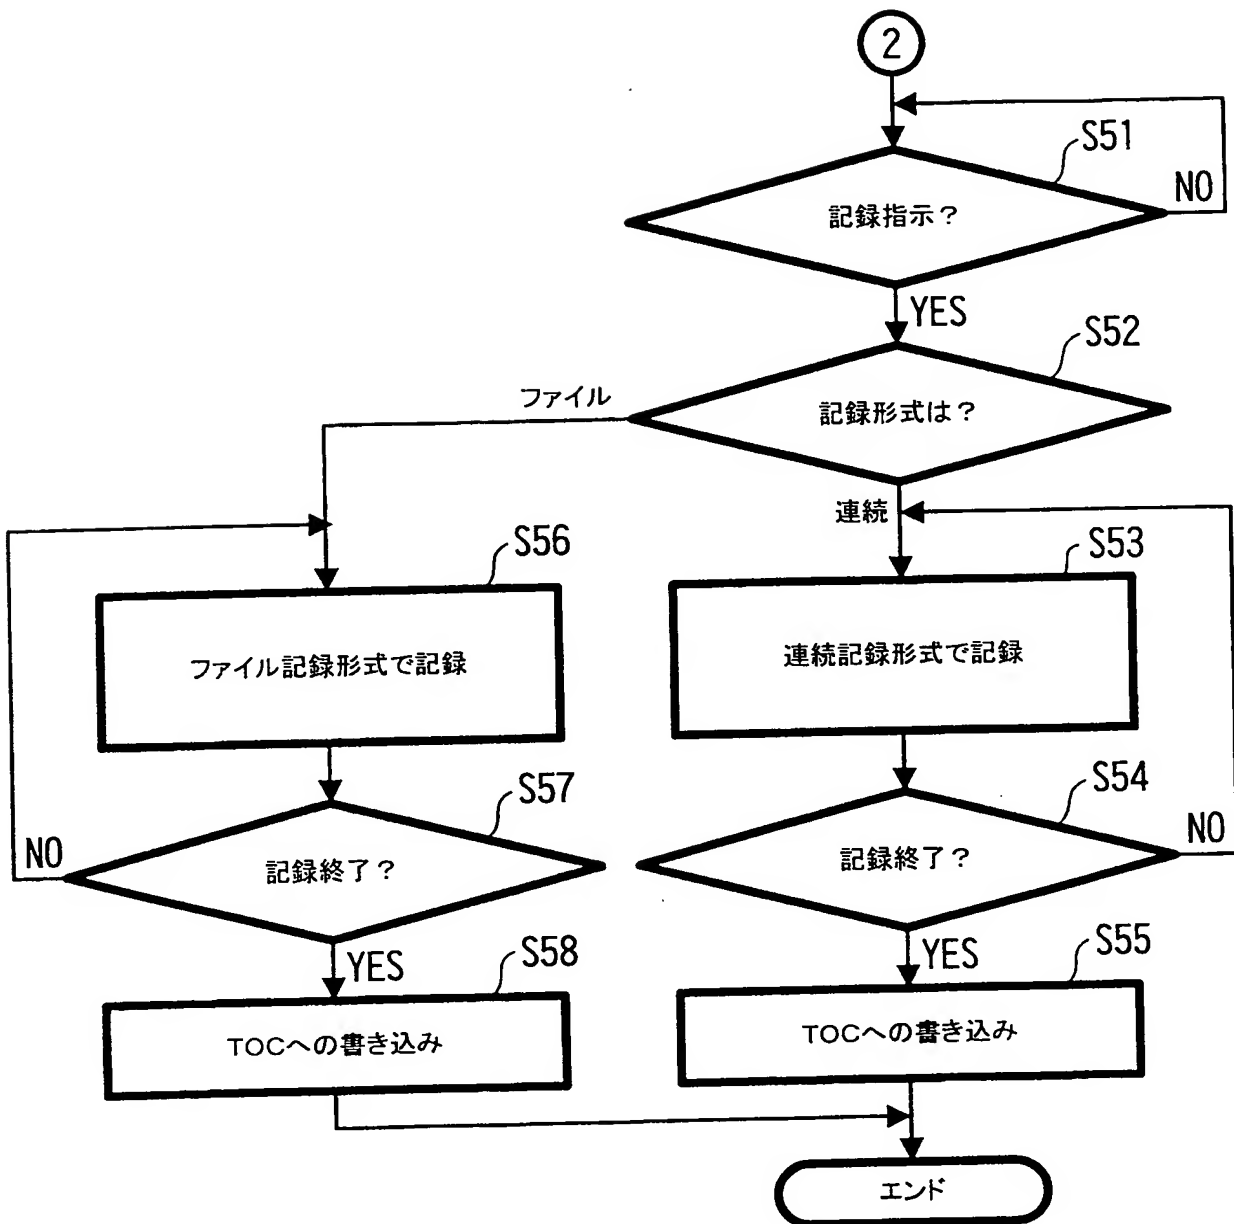 2
S51
記録指示？
NO
YES
S52
ファイル
記録形式は？
連続
S56
S53
ファイル記録形式で記録
連続記録形式で記録
S57
S54
NO
記録終了？
記録終了？
NO
YES
S58
YES
S55
TOCへの書き込み
TOCへの書き込み
エンド